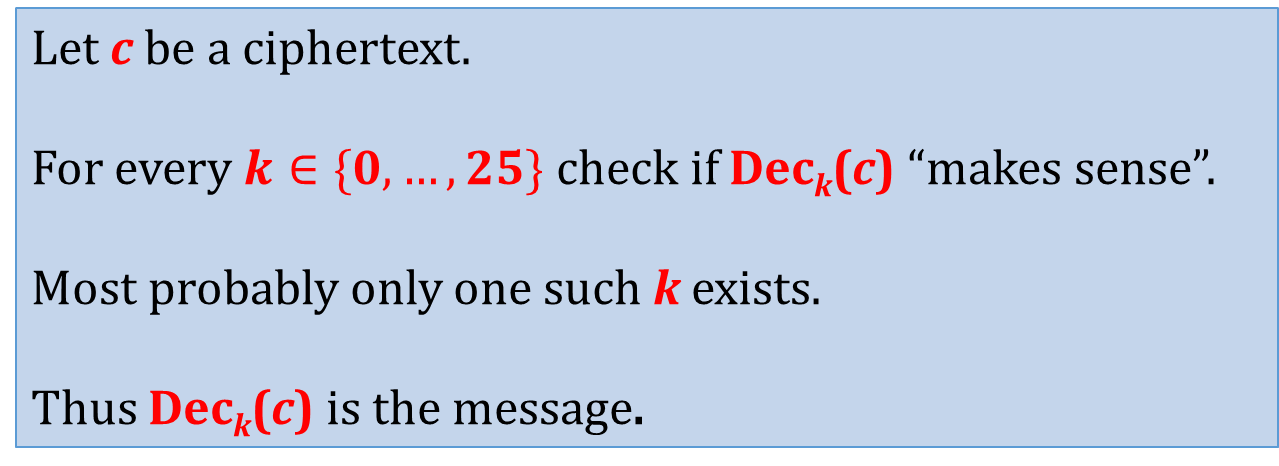 Let c be a ciphertext.
For every k ∈ {0, … , 25} check if Decₖ(c) “makes sense”.
Most probably only one such k exists.
Thus Decₖ(c) is the message.